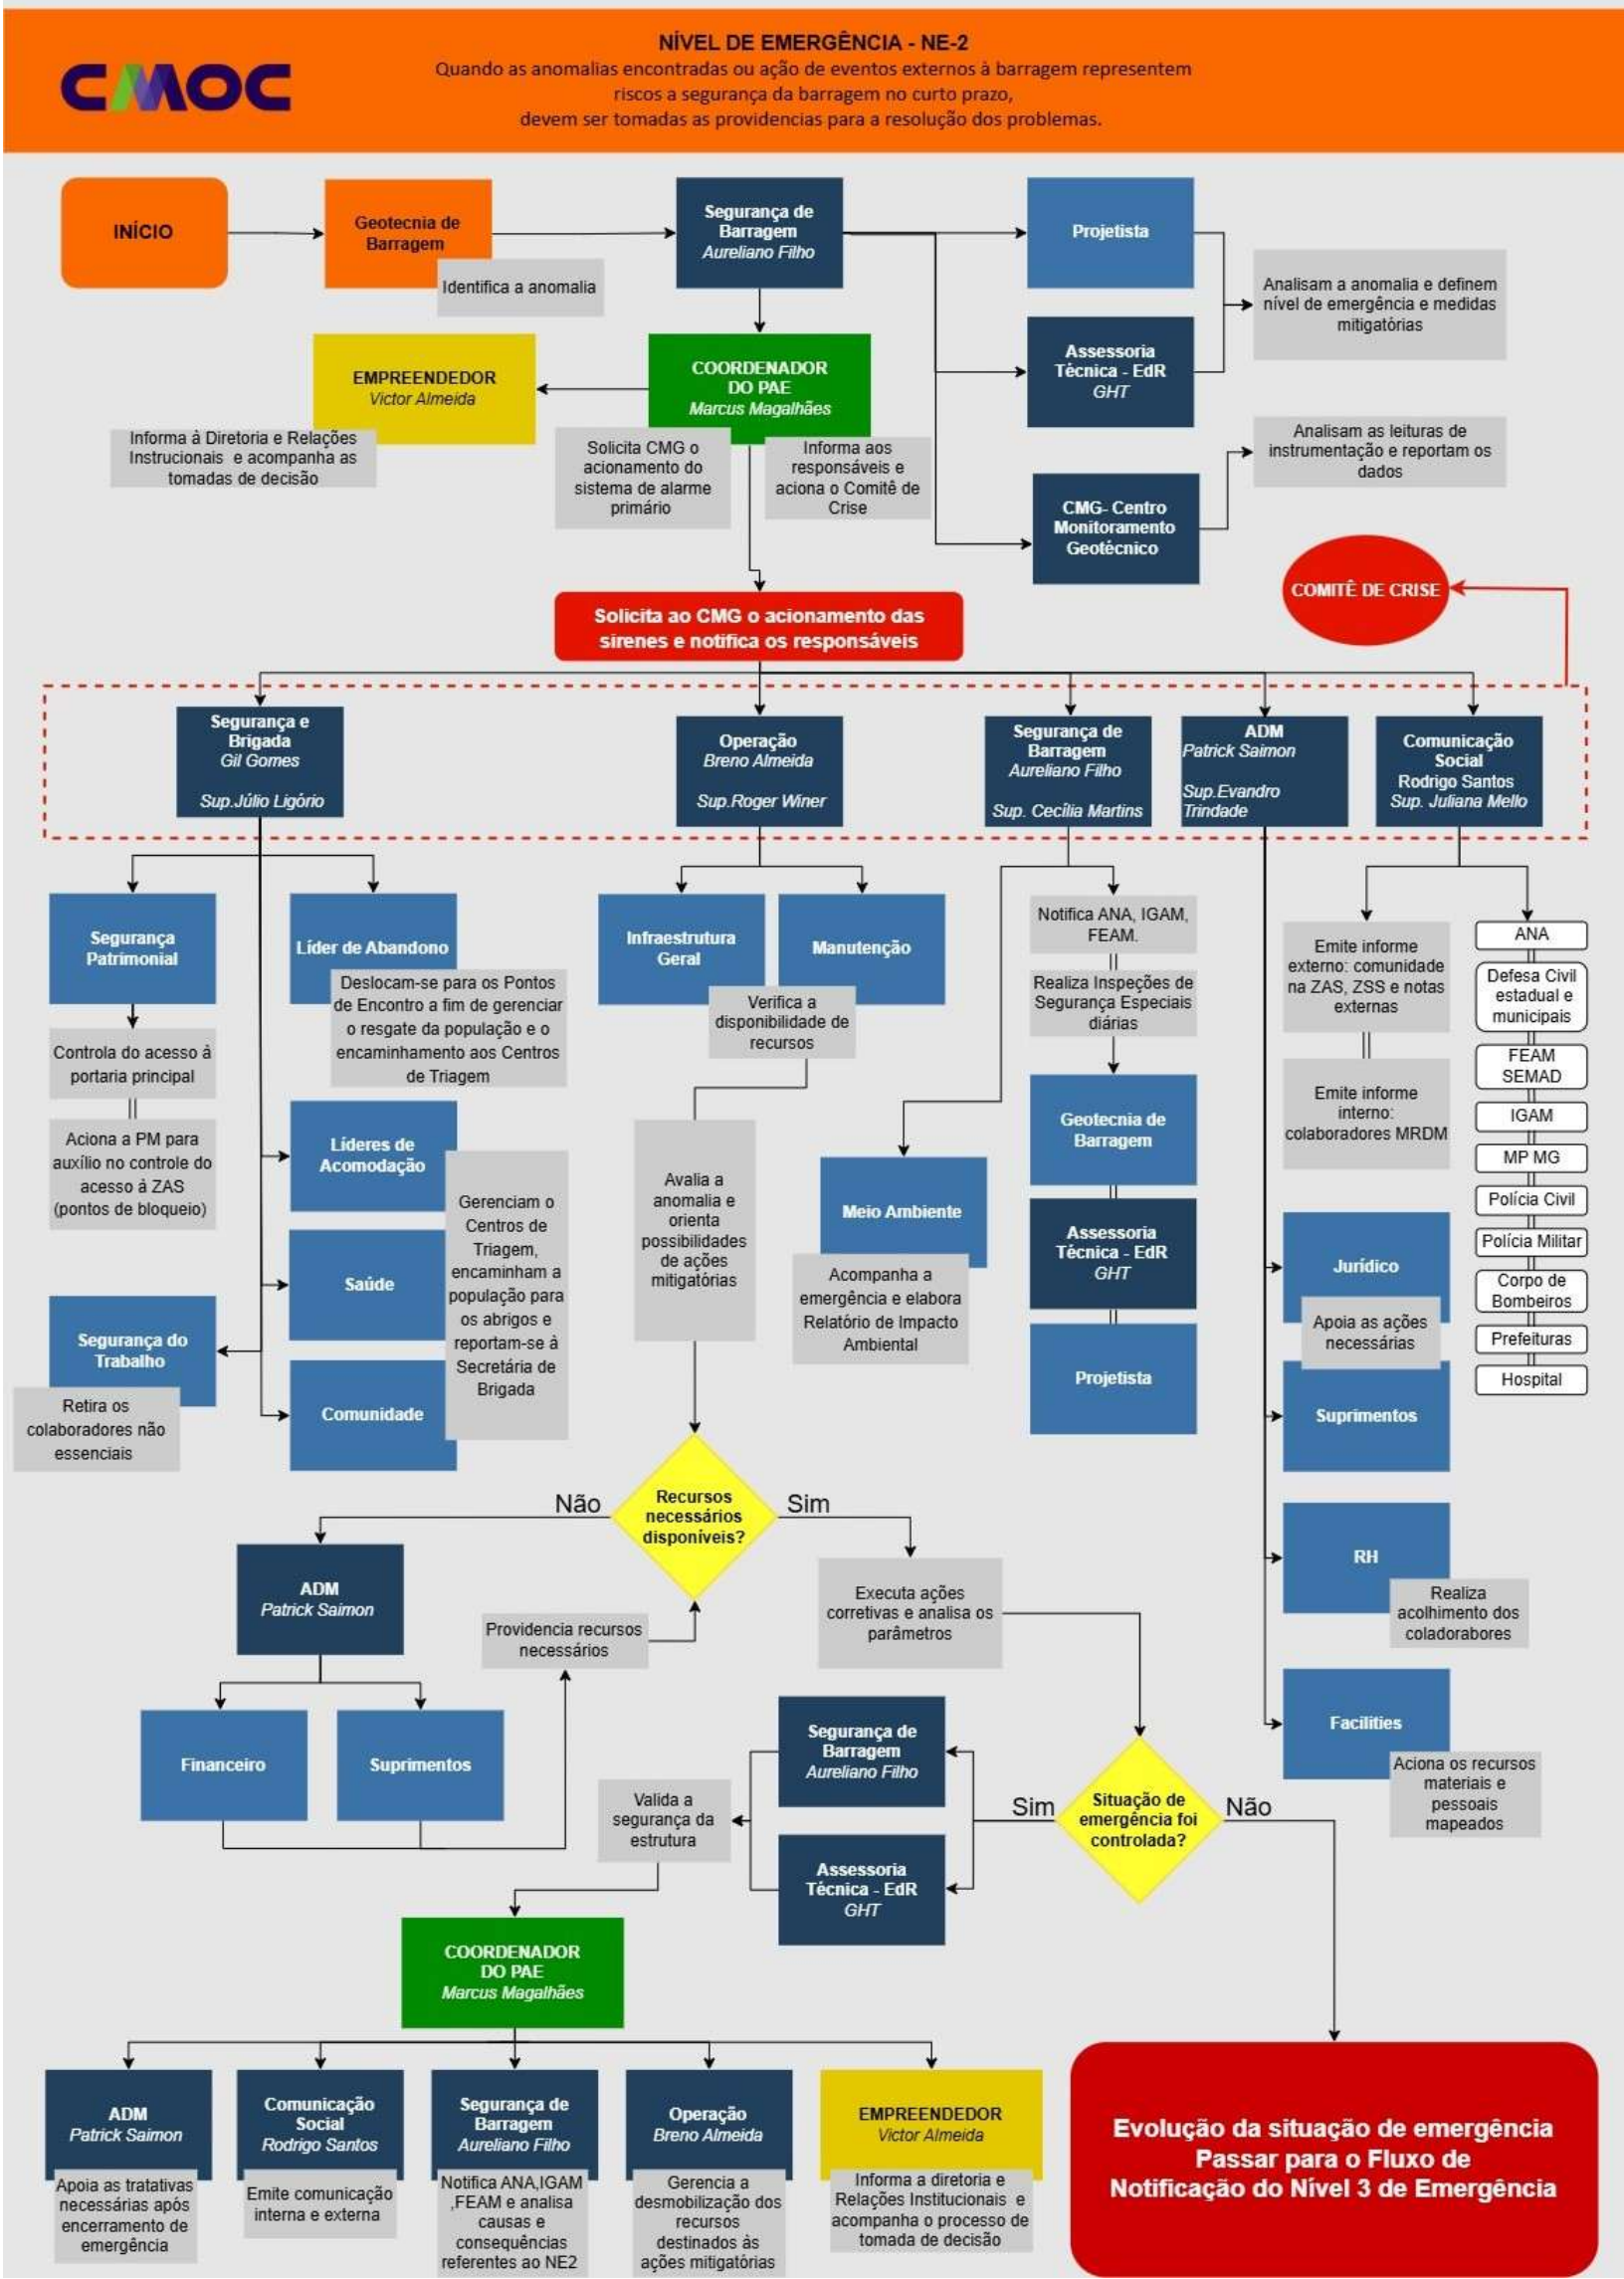 CMOC
NÍVEL DE EMERGÊNCIA - NE-2
Quando as anomalias encontradas ou ação de eventos externos à barragem representem
riscos a segurança da barragem no curto prazo,
devem ser tomadas as providencias para a resolução dos problemas.
INÍCIO
Geotecnia de
Barragem
Identifica a anomalia
Segurança de
Barragem
Aureliano Filho
Projetista
Analisam a anomalia e definem
nível de emergência e medidas
mitigatórias
Assessoria
Técnica - EdR
GHT
EMPREENDEDOR
Victor Almeida
Informa à Diretoria e Relações
Instrucionais e acompanha as
tomadas de decisão
COORDENADOR
DO PAE
Marcus Magalhães
Solicita CMG o
acionamento do
sistema de alarme
primário
Informa aos
responsáveis e
aciona o Comitê de
Crise
Analisam as leituras de
instrumentação e reportam os
dados
CMG- Centro
Monitoramento
Geotécnico
COMITÊ DE CRISE
Solicita ao CMG o acionamento das
sirenes e notifica os responsáveis
Segurança e
Brigada
Gil Gomes
Sup.Júlio Ligório
Operação
Breno Almeida
Sup.Roger Winer
Segurança de
Barragem
Aureliano Filho
Sup. Cecília Martins
ADM
Patrick Saimon
Sup.Evandro
Trindade
Comunicação
Social
Rodrigo Santos
Sup. Juliana Mello
Segurança
Patrimonial
Controla do acesso à
portaria principal
Aciona a PM para
auxílio no controle do
acesso à ZAS
(pontos de bloqueio)
Líder de Abandono
Deslocam-se para os Pontos
de Encontro a fim de gerenciar
o resgate da população e o
encaminhamento aos Centros
de Triagem
Líderes de
Acomodação
Saúde
Comunidade
Gerenciam o
Centros de
Triagem,
encaminham a
população para
os abrigos e
reportam-se à
Secretária de
Brigada
Segurança do
Trabalho
Retira os
colaboradores não
essenciais
Infraestrutura
Geral
Manutenção
Verifica a
disponibilidade de
recursos
Avalia a
anomalia e
orienta
possibilidades
de ações
mitigatórias
Notifica ANA, IGAM,
FEAM.
Realiza Inspeções de
Segurança Especiais
diárias
Geotecnia de
Barragem
Assessoria
Técnica - EdR
GHT
Projetista
Meio Ambiente
Acompanha a
emergência e elabora
Relatório de Impacto
Ambiental
Emite informe
externo: comunidade
na ZAS, ZSS e notas
externas
Emite informe
interno:
colaboradores MRDM
ANA
Defesa Civil
estadual e
municipais
FEAM
SEMAD
IGAM
MP MG
Polícia Civil
Polícia Militar
Corpo de
Bombeiros
Prefeituras
Hospital
Jurídico
Apoia as ações
necessárias
Suprimentos
RH
Realiza
acolhimento dos
coladorabores
Facilities
Aciona os recursos
materiais e
pessoais
mapeados
Recursos
necessários
disponíveis?
Não
Sim
ADM
Patrick Saimon
Providencia recursos
necessários
Financeiro
Suprimentos
Executa ações
corretivas e analisa os
parâmetros
Situação de
emergência foi
controlada?
Sim
Não
Segurança de
Barragem
Aureliano Filho
Assessoria
Técnica - EdR
GHT
Valida a
segurança da
estrutura
COORDENADOR
DO PAE
Marcus Magalhães
ADM
Patrick Saimon
Apoia as tratativas
necessárias após
encerramento de
emergência
Comunicação
Social
Rodrigo Santos
Emite comunicação
interna e externa
Segurança de
Barragem
Aureliano Filho
Notifica ANA,IGAM
,FEAM e analisa
causas e
consequências
referentes ao NE2
Operação
Breno Almeida
Gerencia a
desmobilização dos
recursos
destinados às
ações mitigatórias
EMPREENDEDOR
Victor Almeida
Informa a diretoria e
Relações Institucionais e
acompanha o processo de
tomada de decisão
Evolução da situação de emergência
Passar para o Fluxo de
Notificação do Nível 3 de Emergência